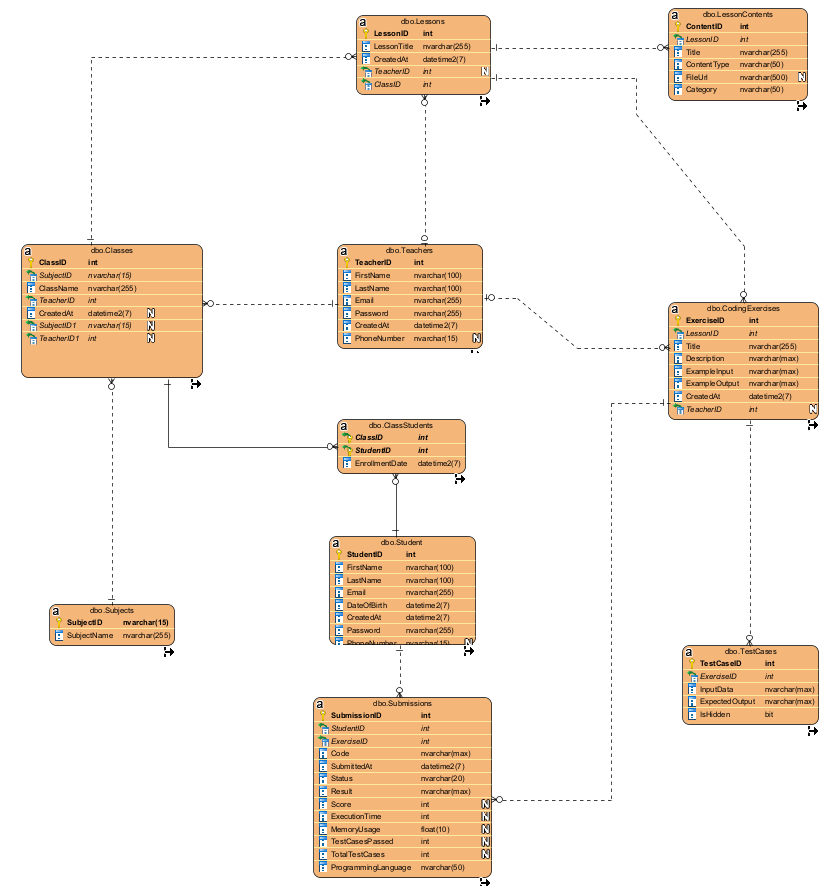 a dbo.Lessons
LessonID int
LessonTitle nvarchar(255)
CreatedAt datetime2(7)
TeacherID int N
ClassID int
a dbo.LessonContents
ContentID int
LessonID int
Title nvarchar(255)
ContentType nvarchar(50)
FileUrl nvarchar(500) N
Category nvarchar(50)
a dbo.Classes
ClassID int
SubjectID nvarchar(15)
ClassName nvarchar(255)
TeacherID int
CreatedAt datetime2(7) N
SubjectID1 nvarchar(15) N
TeacherID1 int N
a dbo.Teachers
TeacherID int
FirstName nvarchar(100)
LastName nvarchar(100)
Email nvarchar(255)
Password nvarchar(255)
CreatedAt datetime2(7)
PhoneNumber nvarchar(15) N
a dbo.CodingExercises
ExerciseID int
LessonID int
Title nvarchar(255)
Description nvarchar(max)
ExampleInput nvarchar(max)
ExampleOutput nvarchar(max)
CreatedAt datetime2(7)
TeacherID int N
a dbo.ClassStudents
ClassID int
StudentID int
EnrollmentDate datetime2(7)
a dbo.Student
StudentID int
FirstName nvarchar(100)
LastName nvarchar(100)
Email nvarchar(255)
DateOfBirth datetime2(7)
CreatedAt datetime2(7)
Password nvarchar(255)
PhoneNumber nvarchar(15) N
a dbo.Subjects
SubjectID nvarchar(15)
SubjectName nvarchar(255)
a dbo.TestCases
TestCaseID int
ExerciseID int
InputData nvarchar(max)
ExpectedOutput nvarchar(max)
IsHidden bit
a dbo.Submissions
SubmissionID int
StudentID int
ExerciseID int
Code nvarchar(max)
SubmittedAt datetime2(7)
Status nvarchar(20)
Result nvarchar(max)
Score int N
ExecutionTime int N
MemoryUsage float(10) N
TestCasesPassed int N
TotalTestCases int N
ProgrammingLanguage nvarchar(50)